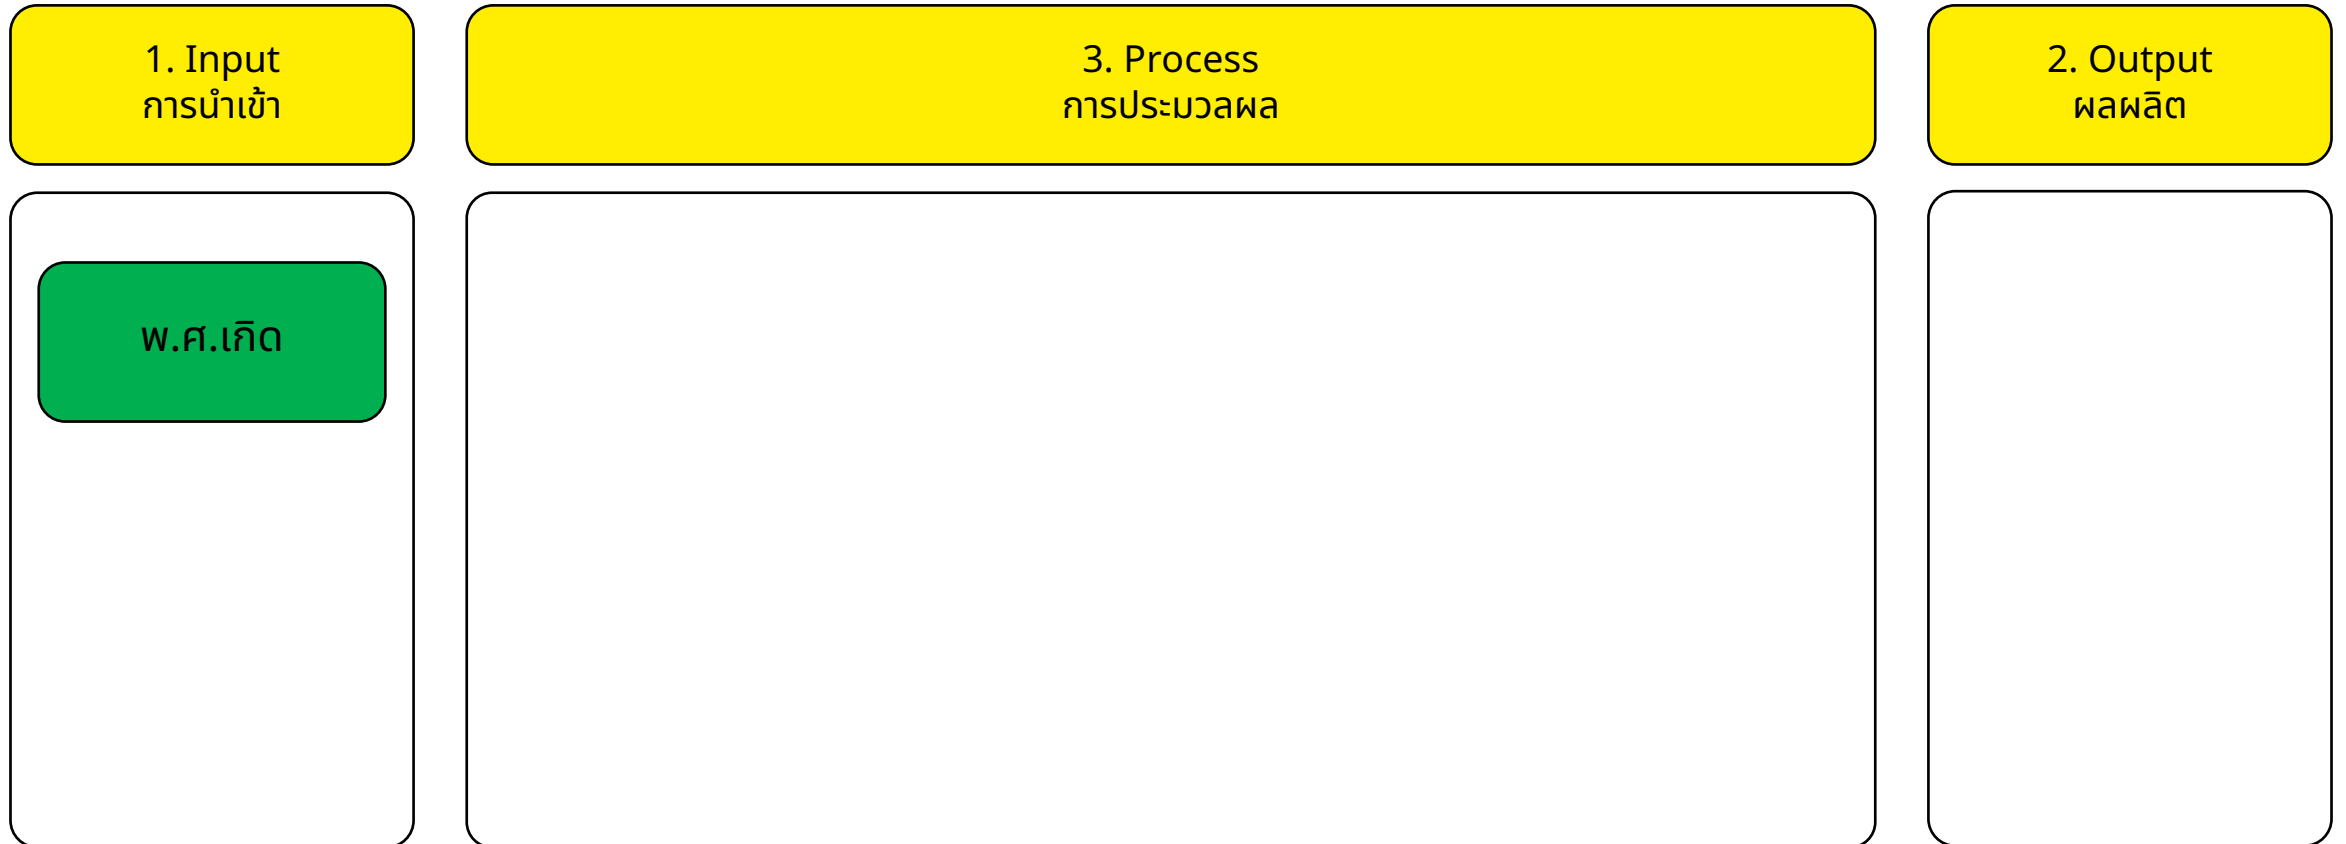 1. Input
การนำเข้า
3. Process
การประมวลผล
2. Output
ผลผลิต
พ.ศ.เกิด